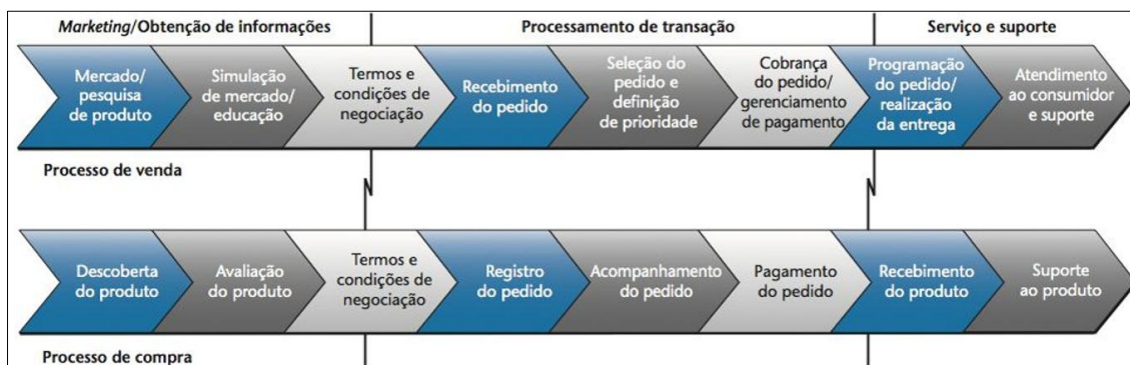 Marketing/Obtenção de informações
Processamento de transação
Serviço e suporte
Mercado/
pesquisa
de produto
Simulação
de mercado/
educação
Termos e
condições de
negociação
Recebimento
do pedido
Seleção do
pedido e
definição
de prioridade
Cobrança
do pedido/
gerenciamento
de pagamento
Programação
do pedido/
realização
da entrega
Atendimento
ao consumidor
e suporte
Processo de venda
Descoberta
do produto
Avaliação
do produto
Termos e
condições de
negociação
Registro
do pedido
Acompanhamento
do pedido
Pagamento
do pedido
Recebimento
do produto
Suporte
ao produto
Processo de compra